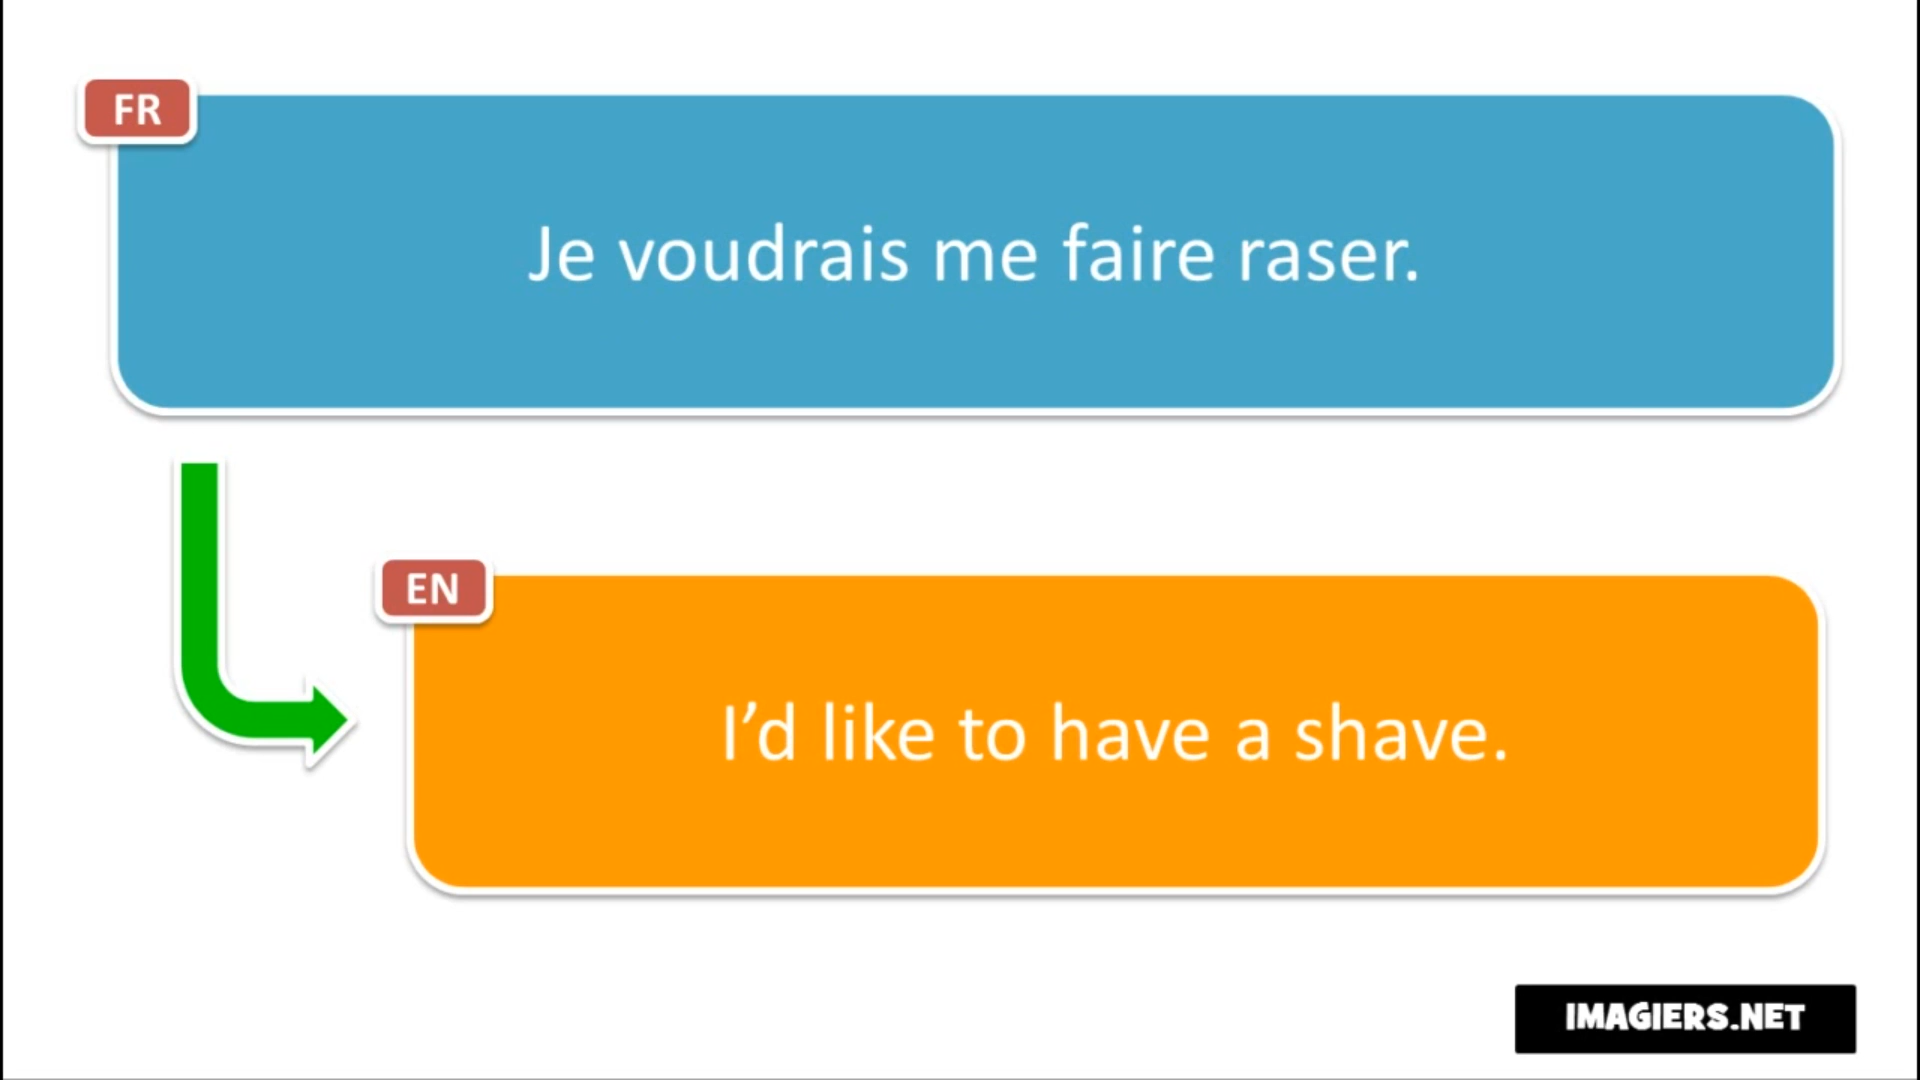 FR
Je voudrais me faire raser.
EN
I’d like to have a shave.
IMAGIERS.NET